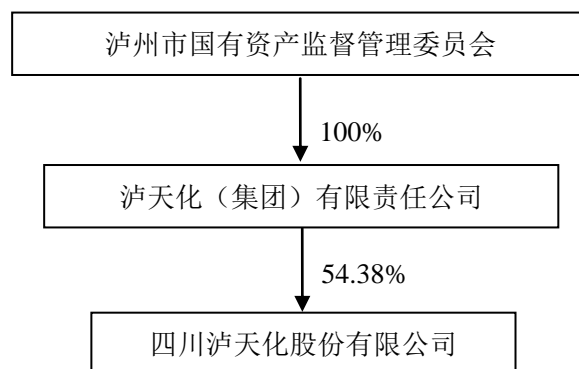 泸州市国有资产监督管理委员会
100%
泸天化（集团）有限责任公司
54.38%
四川泸天化股份有限公司